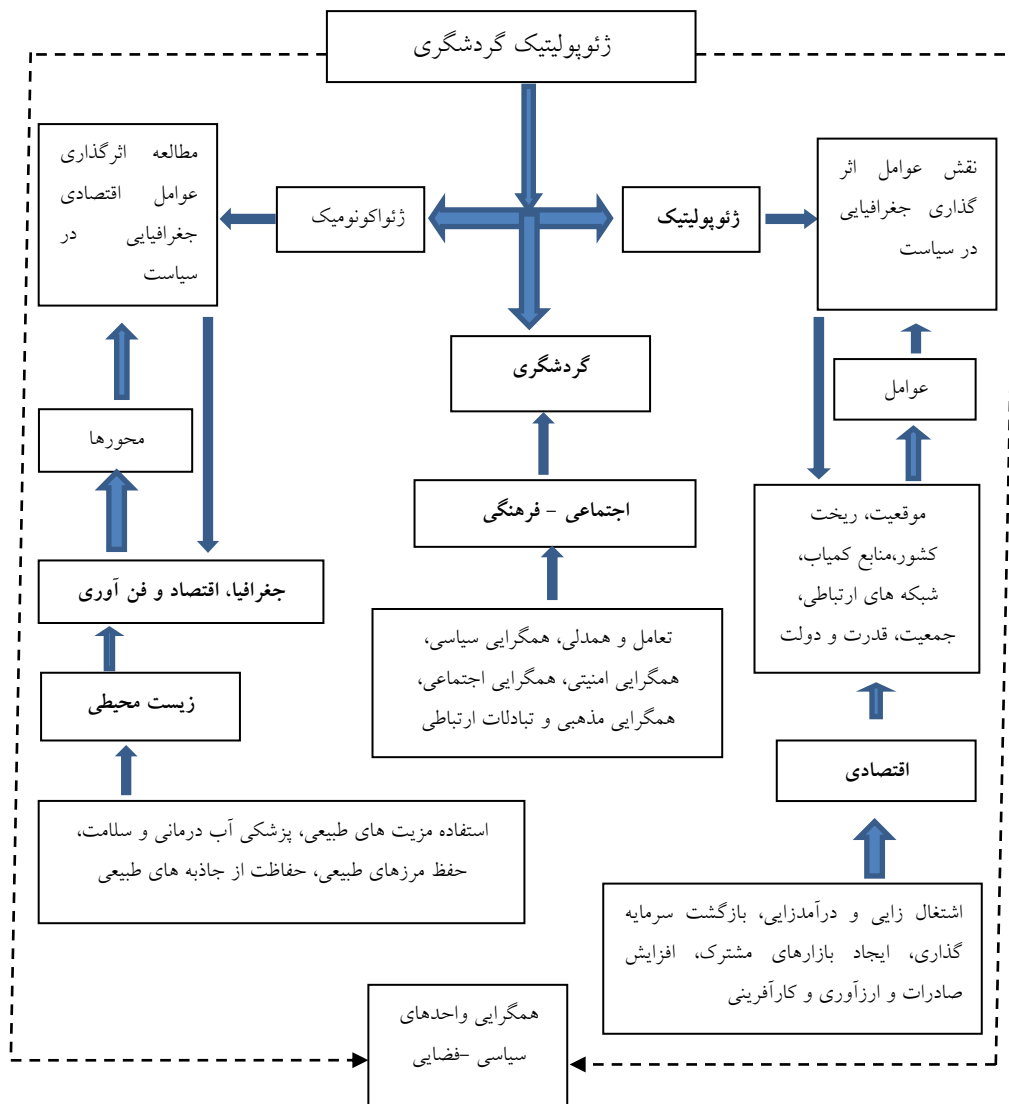 ژئوپولیتیک گردشگری
نقش عوامل اثر
گذاری جغرافیایی
در سیاست
ژئوپولیتیک
ژئواکونومیک
مطالعه اثرگذاری
عوامل اقتصادی
جغرافیایی در
سیاست
گردشگری
عوامل
محورها
اجتماعی – فرهنگی
موقعیت، ریخت
کشور،منابع کمیاب،
شبکه های ارتباطی،
جمعیت، قدرت و دولت
جغرافیا، اقتصاد و فن آوری
تعامل و همدلی، همگرایی سیاسی،
همگرایی امنیتی، همگرایی اجتماعی،
همگرایی مذهبی و تبادلات ارتباطی
زیست محیطی
اقتصادی
استفاده مزیت های طبیعی، پزشکی آب درمانی و سلامت،
حفظ مرزهای طبیعی، حفاظت از جاذبه های طبیعی
اشتغال زایی و درآمدزایی، بازگشت سرمایه
گذاری، ایجاد بازارهای مشترک، افزایش
صادرات و ارزآوری و کارآفرینی
همگرایی واحدهای
سیاسی –فضایی